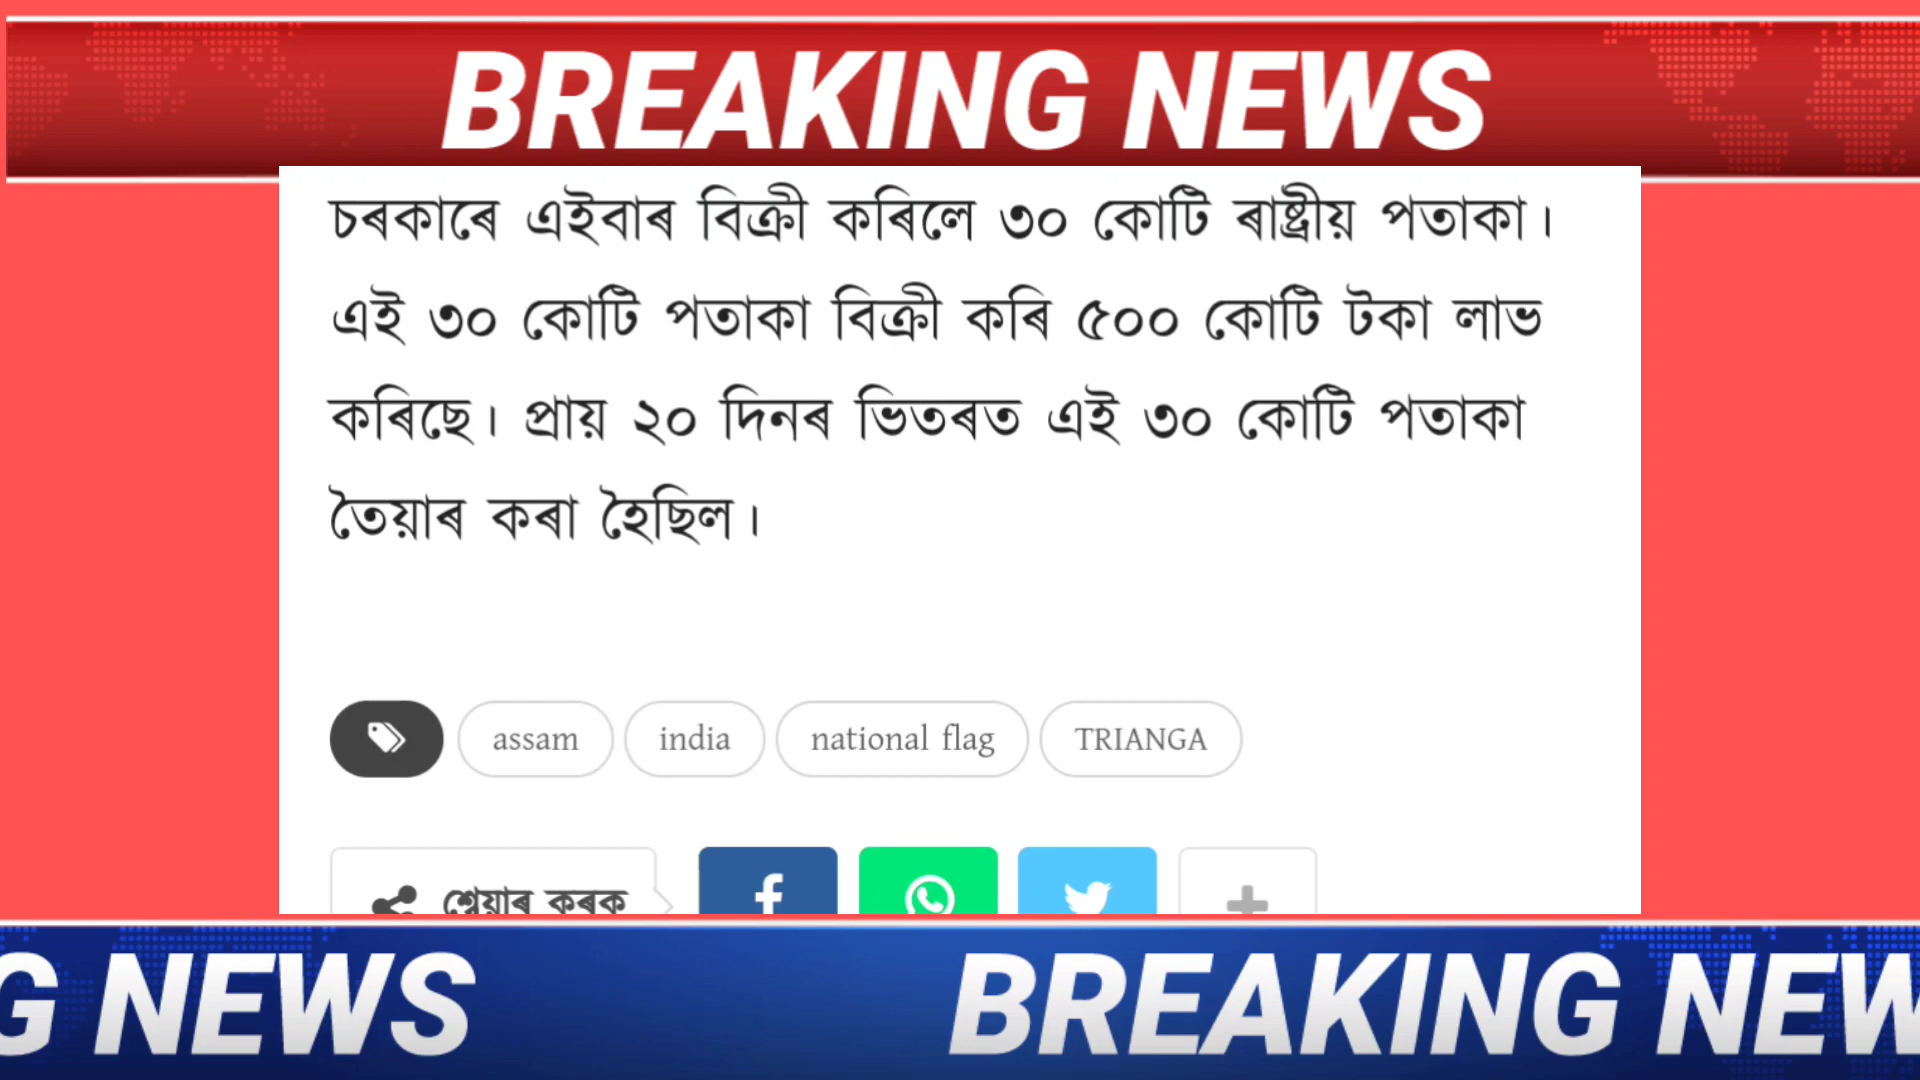 BREAKING NEWS
চৰকাৰে এইবাৰ বিক্ৰী কৰিলে ৩০ কোটি ৰাষ্ট্ৰীয় পতাকা।
এই ৩০ কোটি পতাকা বিক্ৰী কৰি ৫০০ কোটি টকা লাভ
কৰিছে। প্ৰায় ২০ দিনৰ ভিতৰত এই ৩০ কোটি পতাকা
তৈয়াৰ কৰা হৈছিল।
assam india national flag TRIANGA
শ্বেয়াৰ কৰক
G NEWS BREAKING NEW